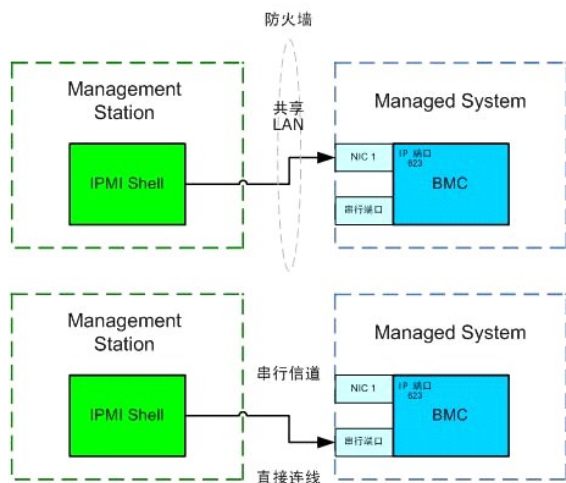 防火墙
Management
Station
IPMI Shell
共享
LAN
Managed System
NIC 1
IP 端口
623
BMC
串行端口
Management
Station
IPMI Shell
串行信道
直接连线
Managed System
NIC 1
IP 端口
623
BMC
串行端口